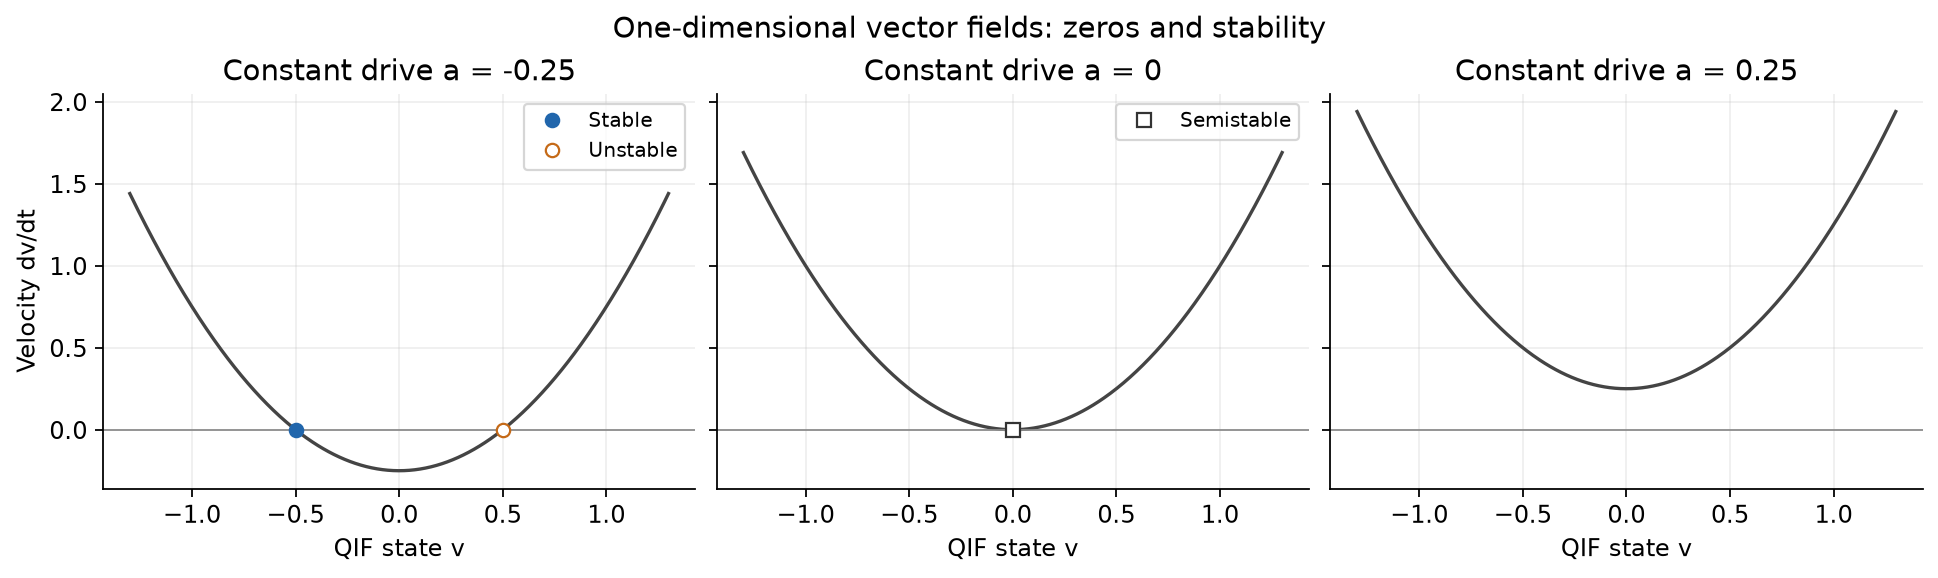 One-dimensional vector fields: zeros and stability
Constant drive a = -0.25
2.0
1.5
1.0
0.5
0.0
Velocity dv/dt
Stable
Unstable
−1.0 −0.5 0.0 0.5 1.0
QIF state v
Constant drive a = 0
Semistable
−1.0 −0.5 0.0 0.5 1.0
QIF state v
Constant drive a = 0.25
−1.0 −0.5 0.0 0.5 1.0
QIF state v